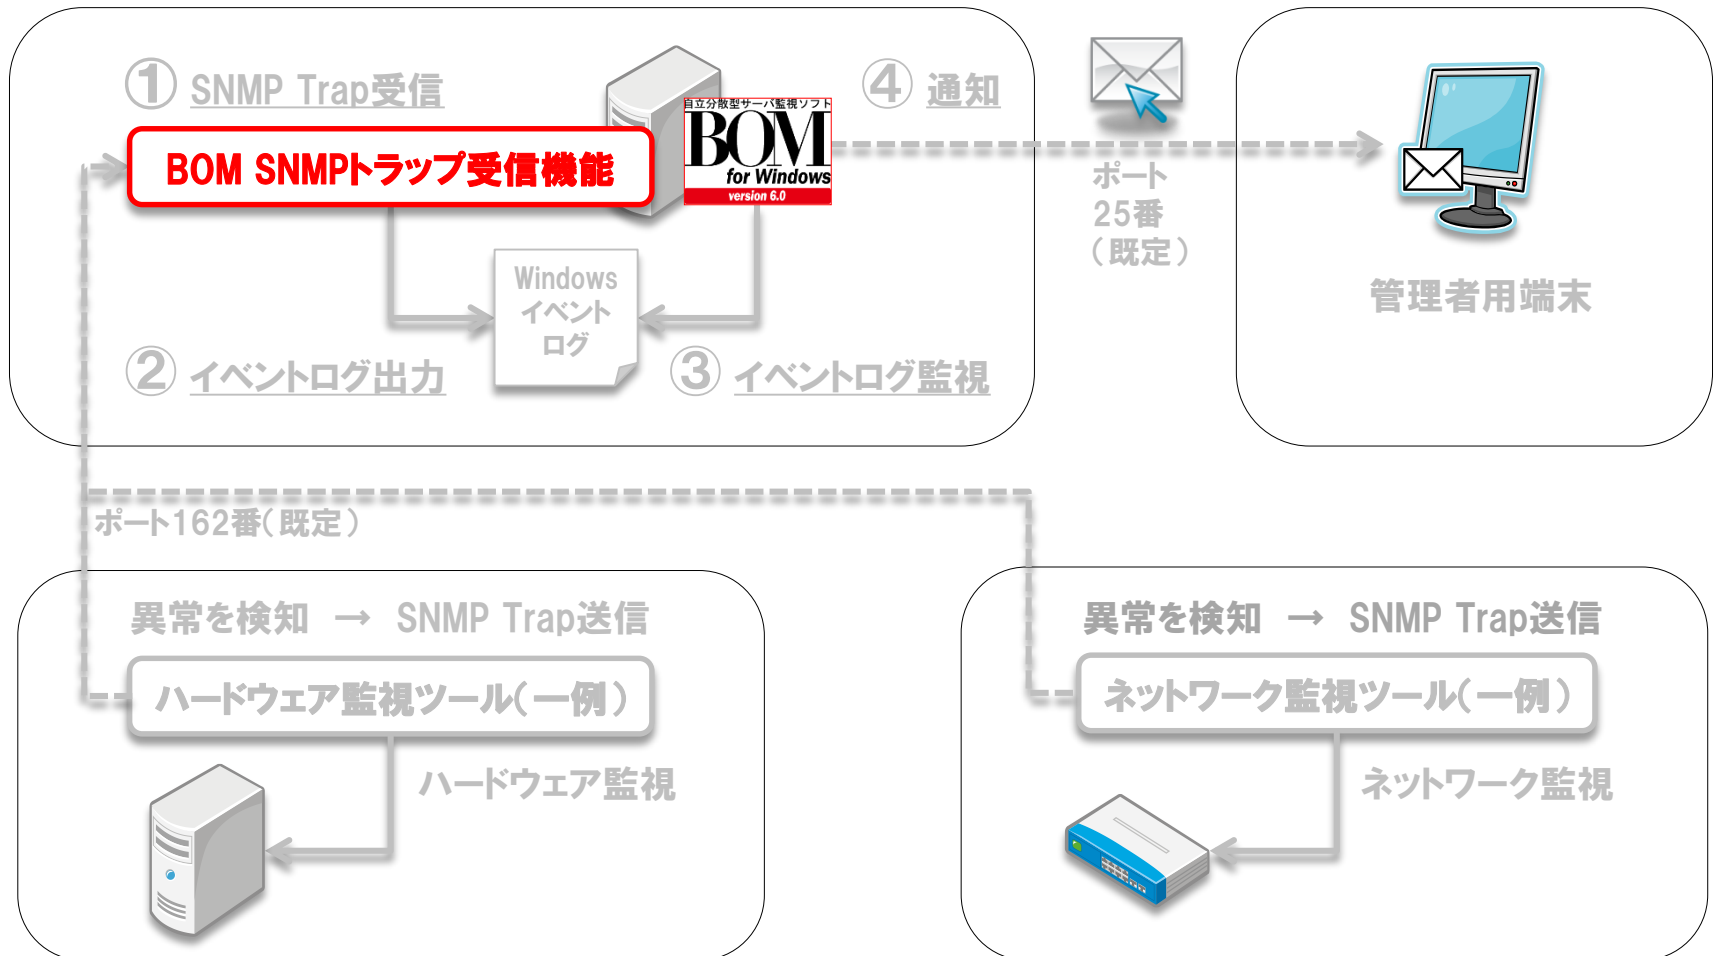 ① SNMP Trap受信
BOM SNMPトラップ受信機能
自立分散型サーバ監視ソフト
BOM
for Windows
version 6.0
④ 通知
ポート
25番
(既定)
管理者用端末
Windows
イベント
ログ
② イベントログ出力
③ イベントログ監視
ポート162番(既定)
異常を検知 → SNMP Trap送信
ハードウェア監視ツール(一例)
ハードウェア監視
異常を検知 → SNMP Trap送信
ネットワーク監視ツール(一例)
ネットワーク監視